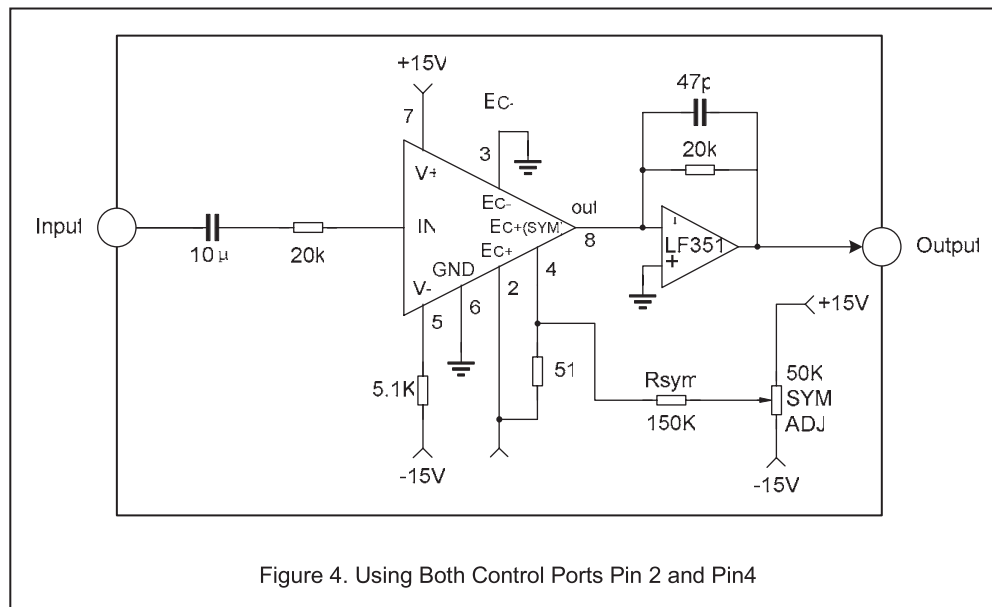 +15V
7
EC-
3
V+
EC-
IN
EC+(SYM)
out
8
EC+
GND
V-
5
6
2
4
Input
10 μ
20k
47p
20k
LF351
+
Output
5.1K
-15V
51
Rsym
150K
+15V
50K
SYM
ADJ
-15V
Figure 4. Using Both Control Ports Pin 2 and Pin4